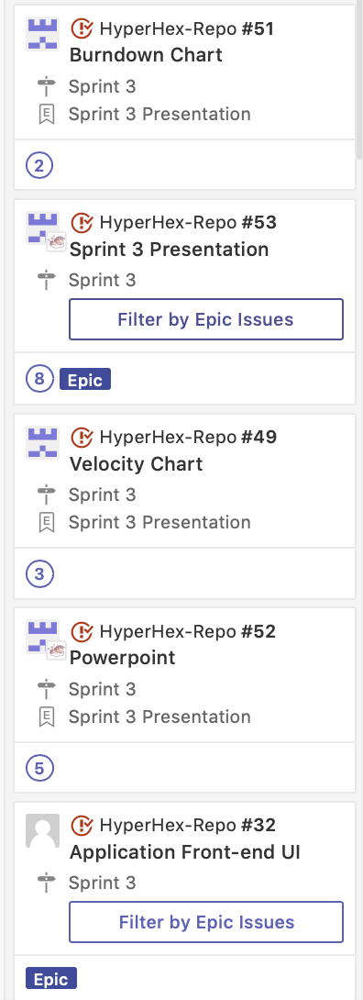 HyperHex-Repo #51
Burndown Chart
Sprint 3
E Sprint 3 Presentation
2
HyperHex-Repo #53
Sprint 3 Presentation
Sprint 3
Filter by Epic Issues
8 Epic
HyperHex-Repo #49
Velocity Chart
Sprint 3
E Sprint 3 Presentation
3
HyperHex-Repo #52
Powerpoint
Sprint 3
E Sprint 3 Presentation
5
HyperHex-Repo #32
Application Front-end UI
Sprint 3
Filter by Epic Issues
Epic